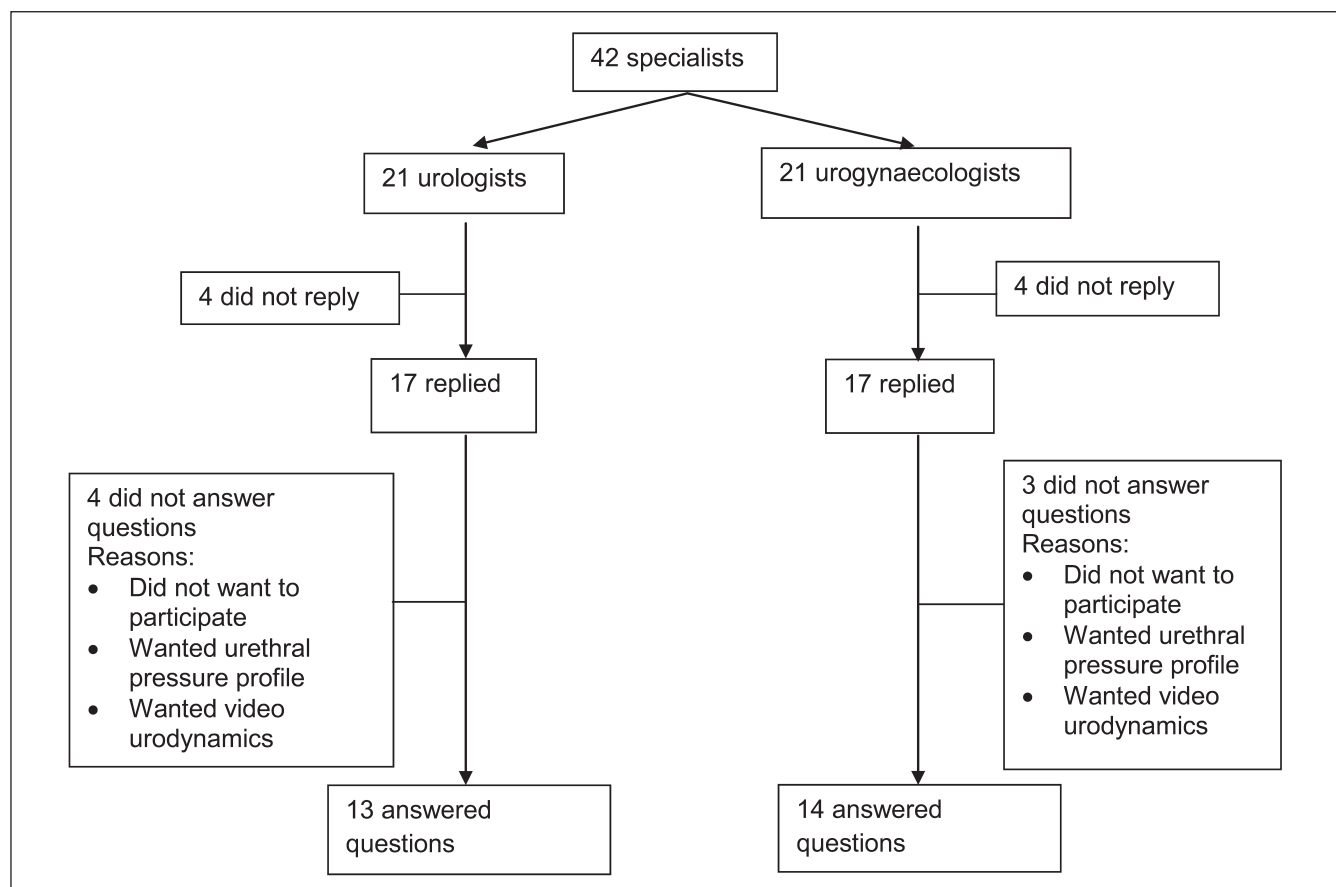 42 specialists
21 urologists
21 urogynaecologists
4 did not reply
4 did not reply
17 replied
17 replied
4 did not answer
questions
Reasons:
• Did not want to
participate
• Wanted urethral
pressure profile
• Wanted video
urodynamics
3 did not answer
questions
Reasons:
• Did not want to
participate
• Wanted urethral
pressure profile
• Wanted video
urodynamics
13 answered
questions
14 answered
questions